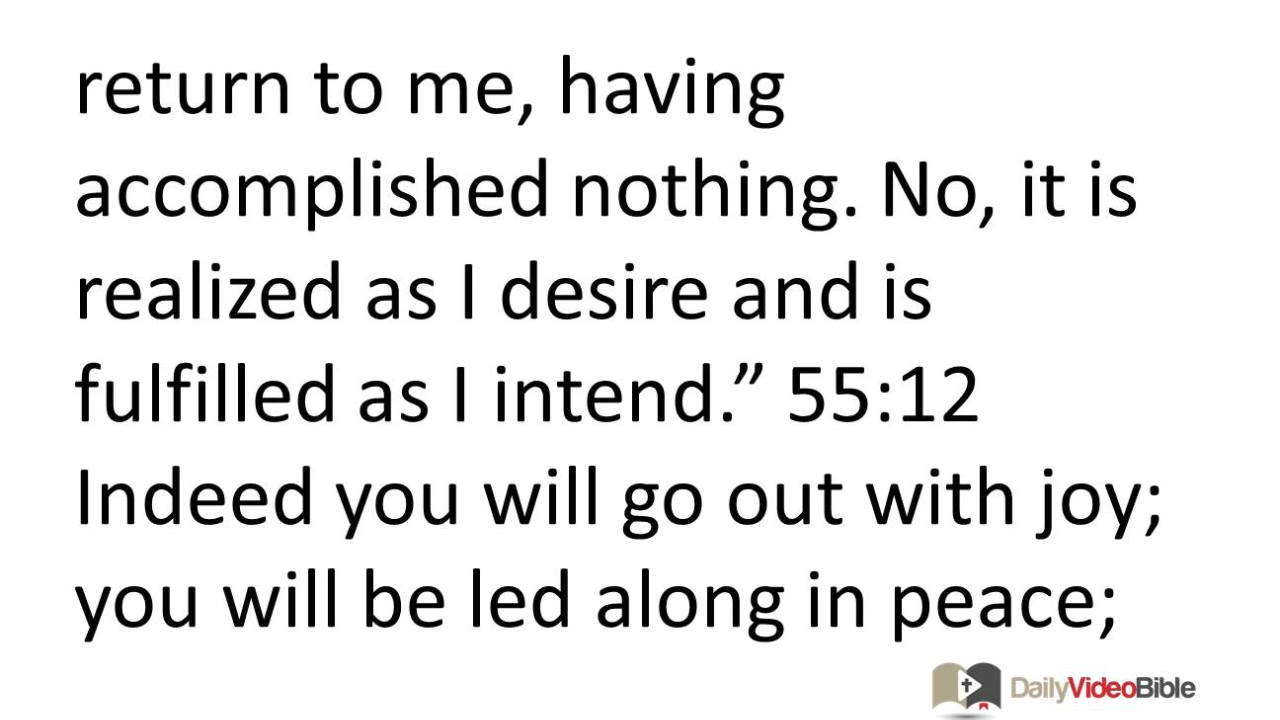 return to me, having
accomplished nothing. No, it is
realized as I desire and is
fulfilled as I intend.” 55:12
Indeed you will go out with joy;
you will be led along in peace;
DailyVideoBible